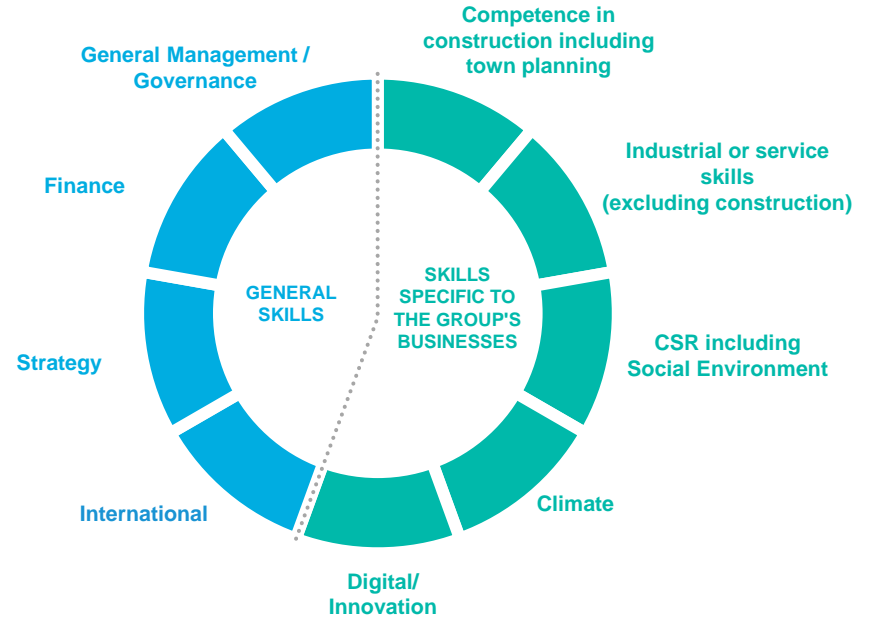 General Management /
Governance
Finance
Strategy
International
GENERAL
SKILLS
Competence in
construction including
town planning
Industrial or service
skills
(excluding construction)
CSR including
Social Environment
Climate
Digital/
Innovation
SKILLS
SPECIFIC TO
THE GROUP'S
BUSINESSES